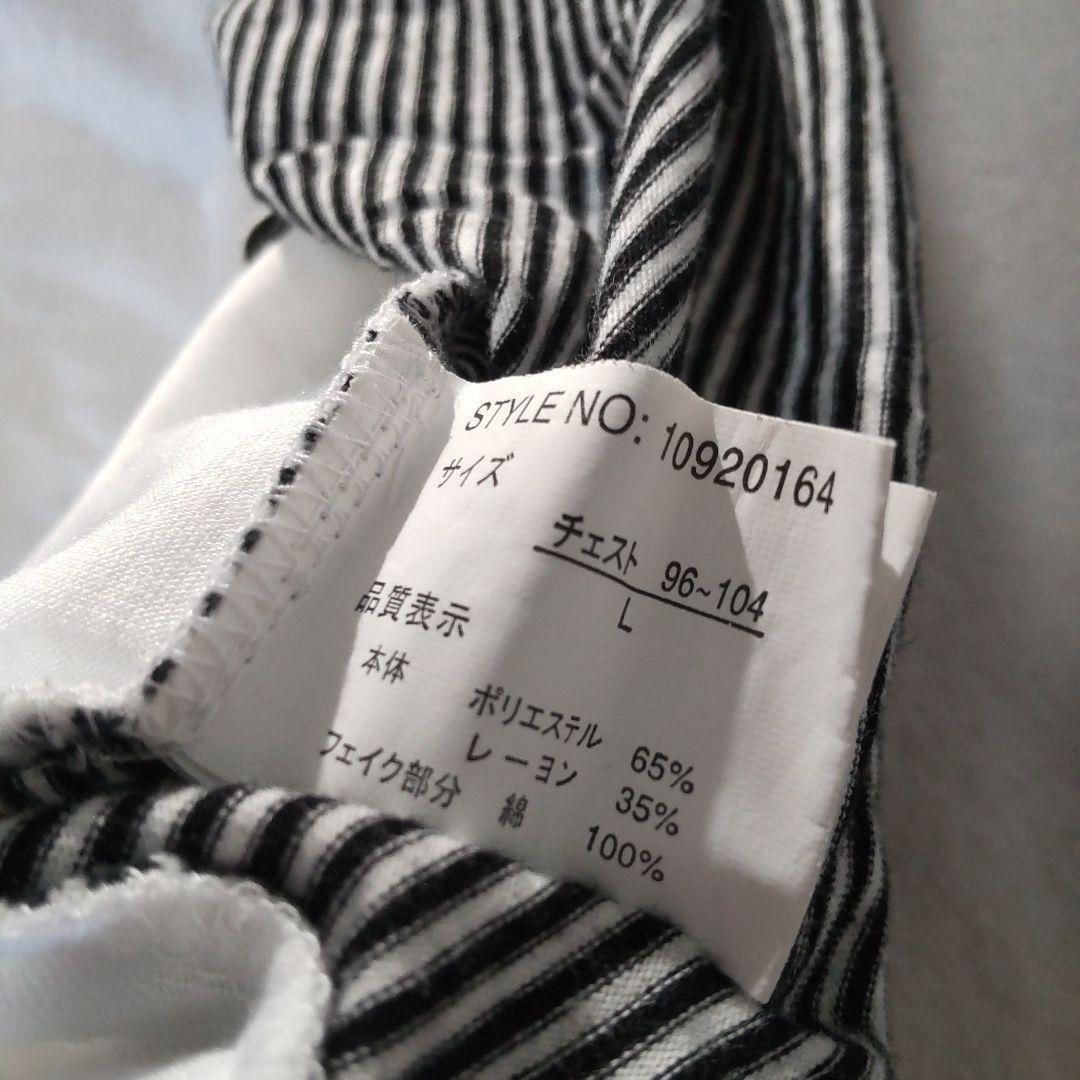 STYLE NO: 10920164
サイズ
チェスト 96~104
L
品質表示
本体
ポリエステル 65%
レーヨン 35%
フェイク部分 綿 100%